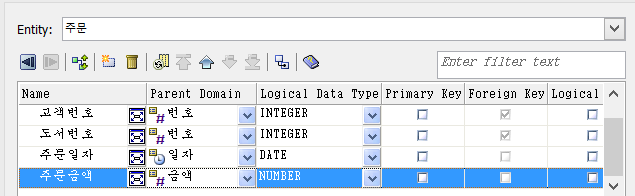 Entity: 주문
Enter filter text
Name Parent Domain Logical Data Type Primary Key Foreign Key Logical
고객번호 번호 INTEGER
도서번호 번호 INTEGER
주문일자 일자 DATE
주문금액 금액 NUMBER